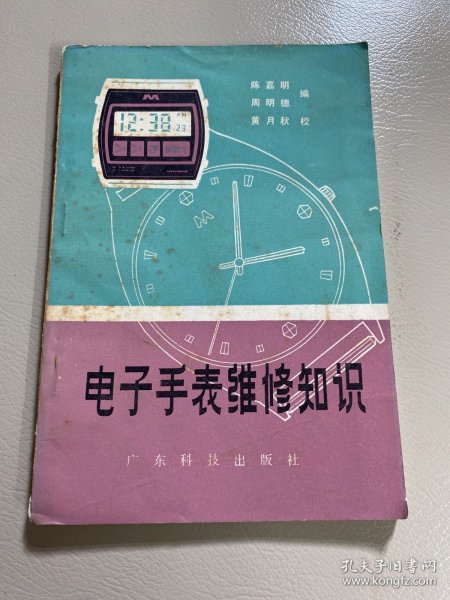 陈嘉明
周明德 编
黄月秋 校
12:38
23
电子手表维修知识
广东科技出版社
孔夫子旧书网
www.kongfz.com